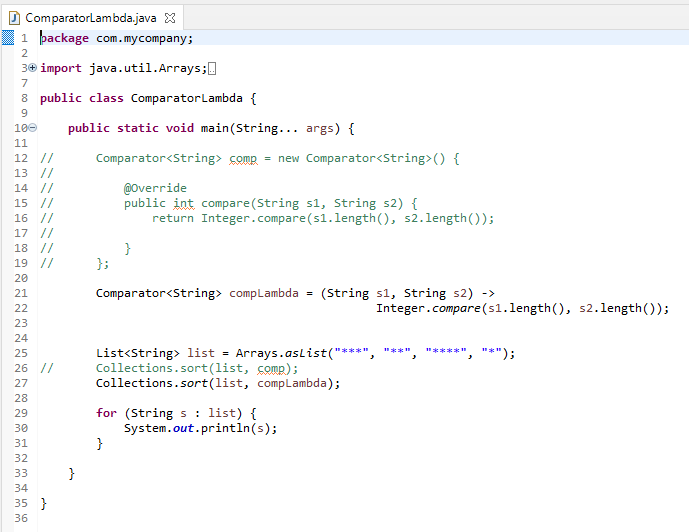 ComparatorLambda.java
1 package com.mycompany;
2
3 import java.util.Arrays;
7
8 public class ComparatorLambda {
9
10     public static void main(String... args) {
11
12 //      Comparator<String> comp = new Comparator<String>() {
13 //
14 //          @Override
15 //          public int compare(String s1, String s2) {
16 //              return Integer.compare(s1.length(), s2.length());
17 //
18 //          }
19 //      };
20
21         Comparator<String> compLambda = (String s1, String s2) ->
22                                                 Integer.compare(s1.length(), s2.length());
23
24
25         List<String> list = Arrays.asList("***", "**", "****", "*");
26 //      Collections.sort(list, comp);
27         Collections.sort(list, compLambda);
28
29         for (String s : list) {
30             System.out.println(s);
31         }
32
33     }
34
35 }
36